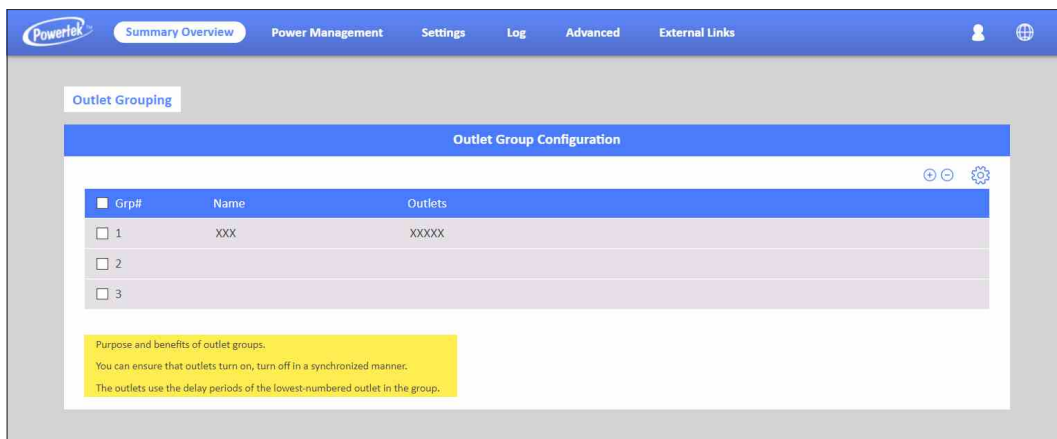 Powertek™
Summary Overview Power Management Settings Log Advanced External Links
Outlet Grouping
Outlet Group Configuration
Grp# Name Outlets
1 XXX XXXXX
2
3
Purpose and benefits of outlet groups.
You can ensure that outlets turn on, turn off in a synchronized manner.
The outlets use the delay periods of the lowest-numbered outlet in the group.